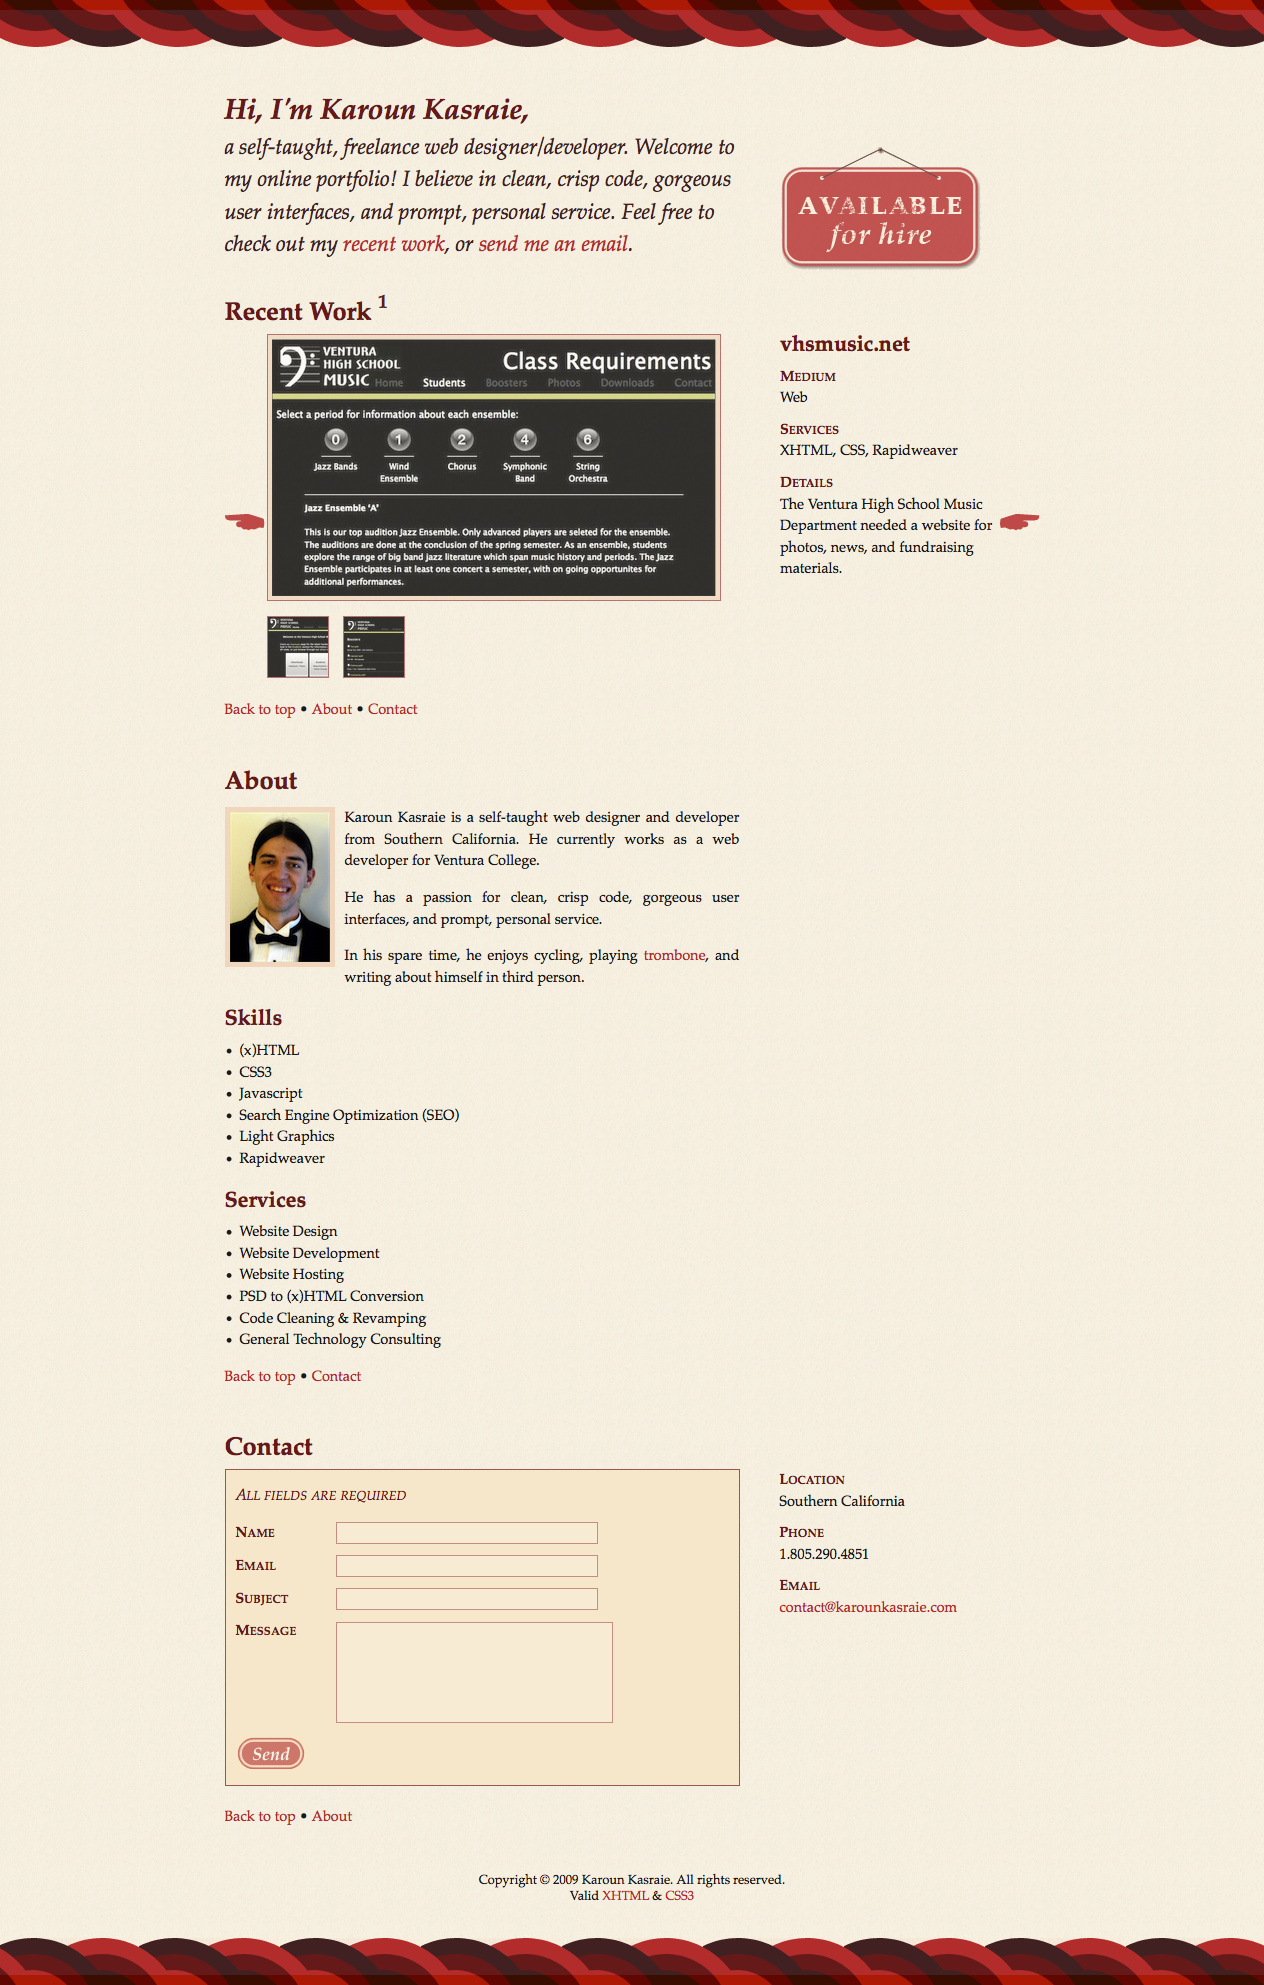 Hi, I'm Karoun Kasraie,
a self-taught, freelance web designer/developer. Welcome to
my online portfolio! I believe in clean, crisp code, gorgeous
user interfaces, and prompt, personal service. Feel free to
check out my recent work, or send me an email.
AVAILABLE
for hire
Recent Work 1
VENTURA
HIGH SCHOOL
MUSIC
Class Requirements
Home Students Boosters Photos Downloads Contact
Select a period for information about each ensemble:
0 1 2 4 6
Jazz Bands Wind Chorus Symphonic String
Ensemble Band Orchestra
Jazz Ensemble 'A'
This is our top audition Jazz Ensemble. Only advanced players are seleted for the ensemble.
The auditions are done at the conclusion of the spring semester. As an ensemble, students
explore the range of big band jazz literature which span music history and periods. The Jazz
Ensemble participates in at least one concert a semester, with on going opportunites for
additional performances.
vhsmusic.net
Medium
Web
Services
XHTML, CSS, Rapidweaver
Details
The Ventura High School Music
Department needed a website for
photos, news, and fundraising
materials.
Back to top • About • Contact
About
Karoun Kasraie is a self-taught web designer and developer
from Southern California. He currently works as a web
developer for Ventura College.
He has a passion for clean, crisp code, gorgeous user
interfaces, and prompt, personal service.
In his spare time, he enjoys cycling, playing trombone, and
writing about himself in third person.
Skills
• (x)HTML
• CSS3
• Javascript
• Search Engine Optimization (SEO)
• Light Graphics
• Rapidweaver
Services
• Website Design
• Website Development
• Website Hosting
• PSD to (x)HTML Conversion
• Code Cleaning & Revamping
• General Technology Consulting
Back to top • Contact
Contact
All fields are required
Name
Email
Subject
Message
Send
Location
Southern California
Phone
1.805.290.4851
Email
contact@karounkasraie.com
Back to top • About
Copyright © 2009 Karoun Kasraie. All rights reserved.
Valid XHTML & CSS3